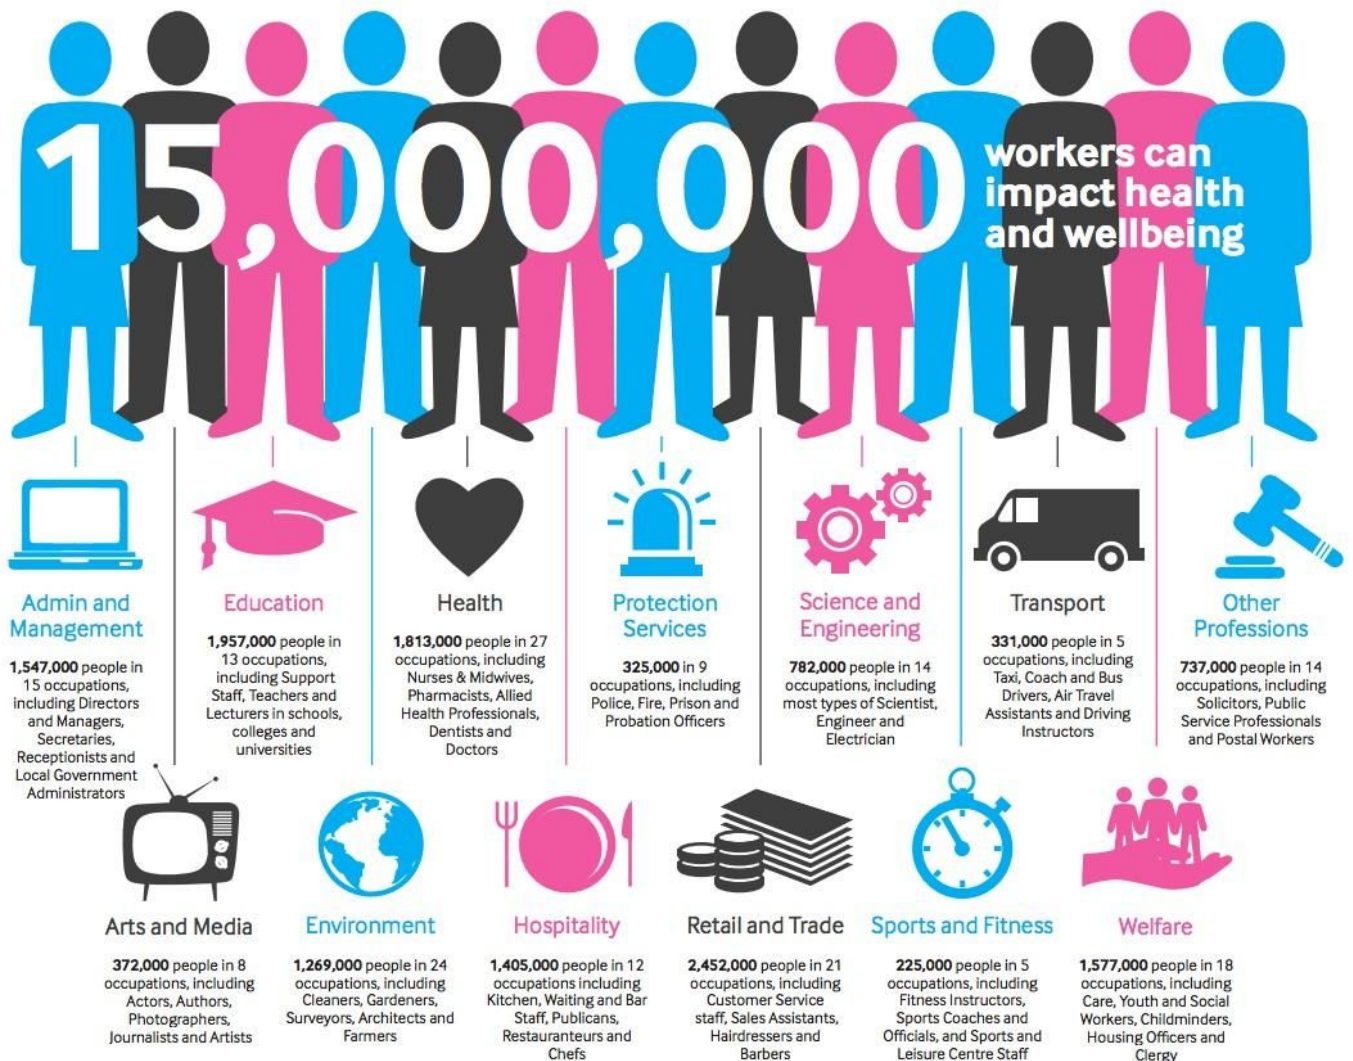 15,000,000
workers can
impact health
and wellbeing
Admin and
Management
1,547,000 people in
15 occupations,
including Directors
and Managers,
Secretaries,
Receptionists and
Local Government
Administrators
Education
1,957,000 people in
13 occupations,
including Support
Staff, Teachers and
Lecturers in schools,
colleges and
universities
Health
1,813,000 people in 27
occupations, including
Nurses & Midwives,
Pharmacists, Allied
Health Professionals,
Dentists and
Doctors
Protection
Services
325,000 in 9
occupations, including
Police, Fire, Prison and
Probation Officers
Science and
Engineering
782,000 people in 14
occupations, including
most types of Scientist,
Engineer and
Electrician
Transport
331,000 people in 5
occupations, including
Taxi, Coach and Bus
Drivers, Air Travel
Assistants and Driving
Instructors
Other
Professions
737,000 people in 14
occupations, including
Solicitors, Public
Service Professionals
and Postal Workers
Arts and Media
372,000 people in 8
occupations, including
Actors, Authors,
Photographers,
Journalists and Artists
Environment
1,269,000 people in 24
occupations, including
Cleaners, Gardeners,
Surveyors, Architects and
Farmers
Hospitality
1,405,000 people in 12
occupations including
Kitchen, Waiting and Bar
Staff, Publicans,
Restauranteurs and
Chefs
Retail and Trade
2,452,000 people in 21
occupations, including
Customer Service
staff, Sales Assistants,
Hairdressers and
Barbers
Sports and Fitness
225,000 people in 5
occupations, including
Fitness Instructors,
Sports Coaches and
Officials, and Sports and
Leisure Centre Staff
Welfare
1,577,000 people in 18
occupations, including
Care, Youth and Social
Workers, Childminders,
Housing Officers and
Clergy